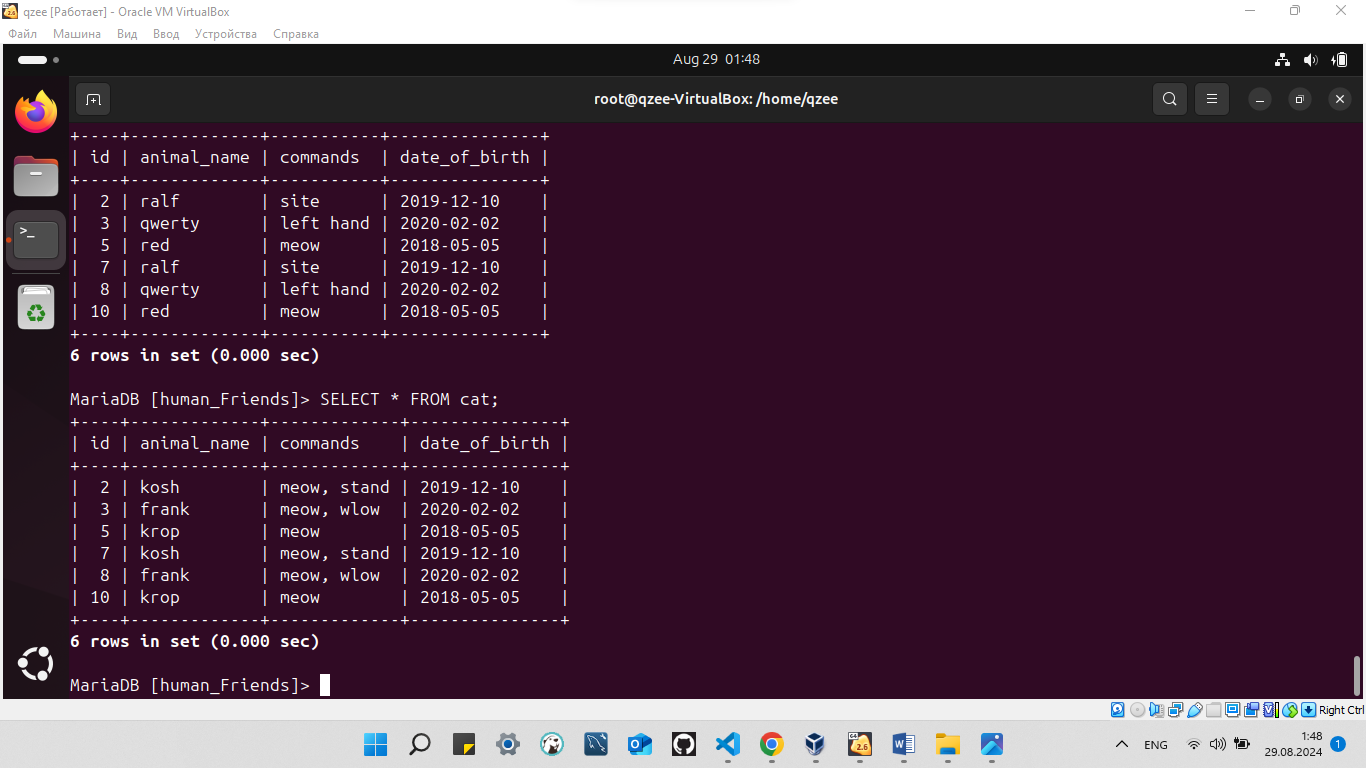 qzee [Работает] - Oracle VM VirtualBox
Файл Машина Вид Ввод Устройства Справка
Aug 29 01:48
root@qzee-VirtualBox: /home/qzee
+----+-------------+-----------+---------------+
| id | animal_name | commands  | date_of_birth |
+----+-------------+-----------+---------------+
|  2 | ralf        | site      | 2019-12-10    |
|  3 | qwerty      | left hand | 2020-02-02    |
|  5 | red         | meow      | 2018-05-05    |
|  7 | ralf        | site      | 2019-12-10    |
|  8 | qwerty      | left hand | 2020-02-02    |
| 10 | red         | meow      | 2018-05-05    |
+----+-------------+-----------+---------------+
6 rows in set (0.000 sec)
MariaDB [human_Friends]> SELECT * FROM cat;
+----+-------------+-------------+---------------+
| id | animal_name | commands    | date_of_birth |
+----+-------------+-------------+---------------+
|  2 | kosh        | meow, stand | 2019-12-10    |
|  3 | frank       | meow, wlow  | 2020-02-02    |
|  5 | krop        | meow        | 2018-05-05    |
|  7 | kosh        | meow, stand | 2019-12-10    |
|  8 | frank       | meow, wlow  | 2020-02-02    |
| 10 | krop        | meow        | 2018-05-05    |
+----+-------------+-------------+---------------+
6 rows in set (0.000 sec)
MariaDB [human_Friends]>
Right Ctrl
ENG
1:48
29.08.2024
1